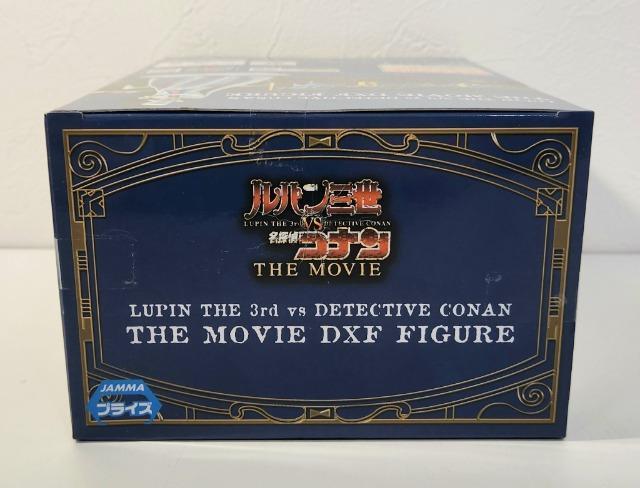 ルパン三世
LUPIN THE 3rd VS DETECTIVE CONAN
名探偵コナン
THE MOVIE
LUPIN THE 3rd vs DETECTIVE CONAN
THE MOVIE DXF FIGURE
JAMMA
プライズ